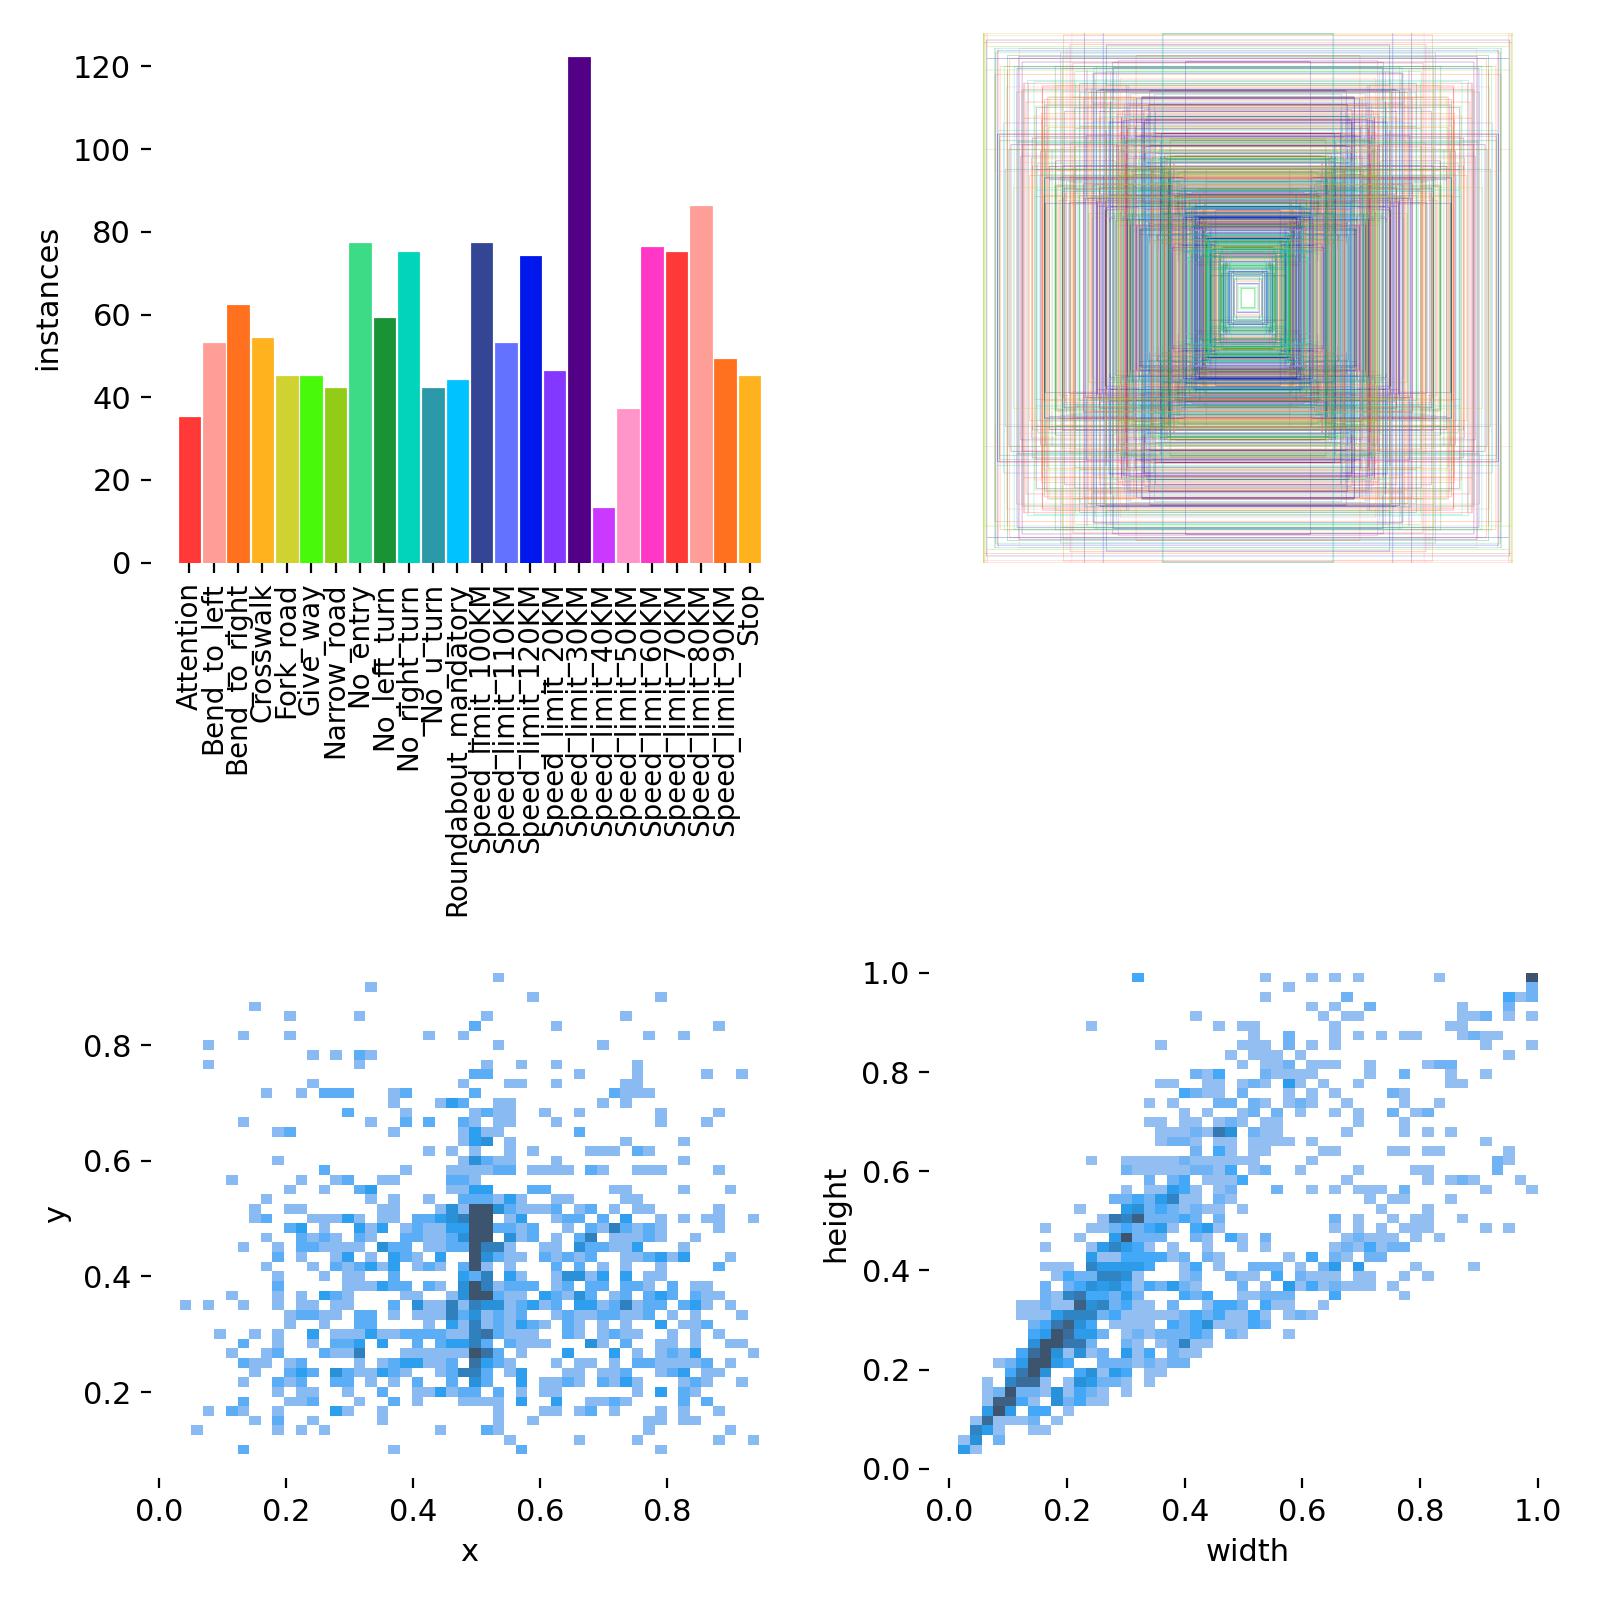 instances
120
100
80
60
40
20
0
Attention
Bend_to_left
Bend_to_right
Crosswalk
Fork_road
Give_way
Narrow_road
No_entry
No_left_turn
No_right_turn
No_u_turn
Roundabout_mandatory
Speed_limit_100KM
Speed_limit_110KM
Speed_limit_120KM
Speed_limit_20KM
Speed_limit_30KM
Speed_limit_40KM
Speed_limit_50KM
Speed_limit_60KM
Speed_limit_70KM
Speed_limit_80KM
Speed_limit_90KM
Stop
y
0.8
0.6
0.4
0.2
0.0 0.2 0.4 0.6 0.8
x
height
1.0
0.8
0.6
0.4
0.2
0.0
0.0 0.2 0.4 0.6 0.8 1.0
width